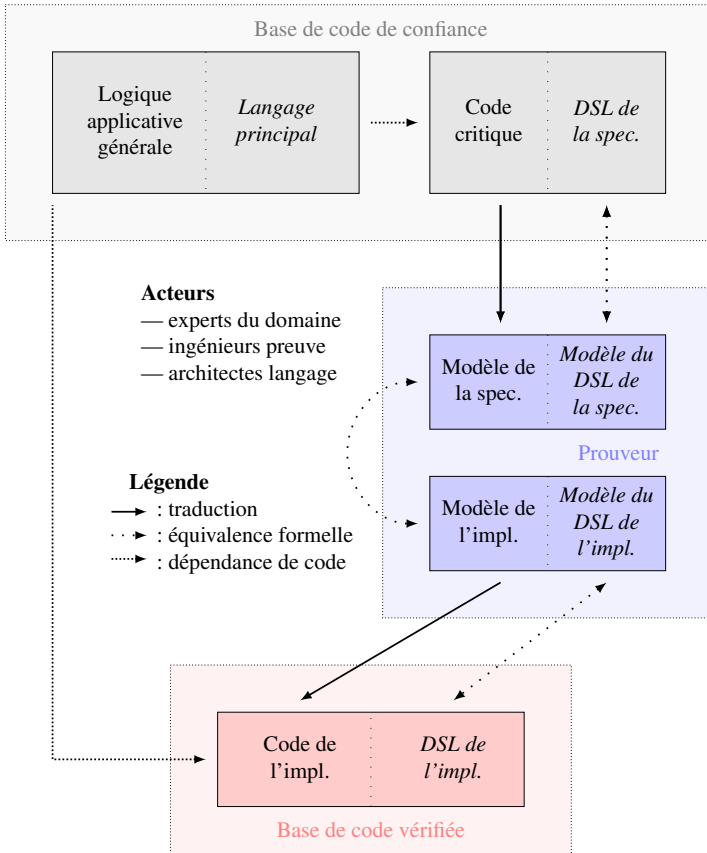 Base de code de confiance
Logique
applicative
générale
Langage
principal
Code
critique
DSL de
la spec.
Acteurs
— experts du domaine
— ingénieurs preuve
— architectes langage
Modèle de
la spec.
Modèle du
DSL de
la spec.
Prouveur
Légende
: traduction
: équivalence formelle
: dépendance de code
Modèle de
l'impl.
Modèle du
DSL de
l'impl.
Code de
l'impl.
DSL de
l'impl.
Base de code vérifiée